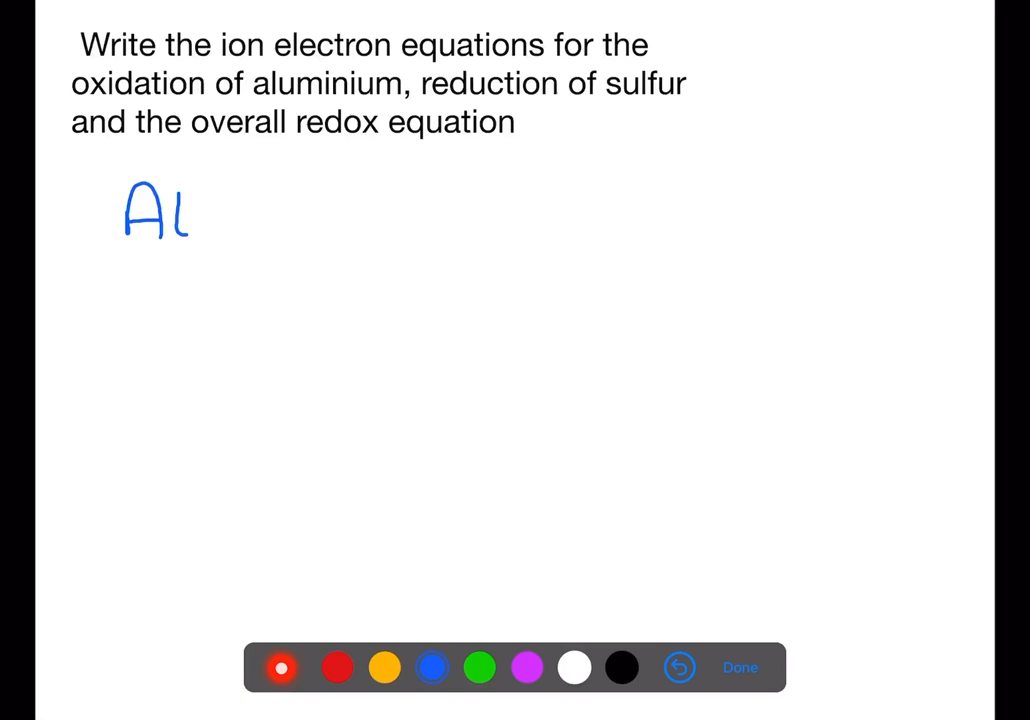 Write the ion electron equations for the
oxidation of aluminium, reduction of sulfur
and the overall redox equation
Al
Done